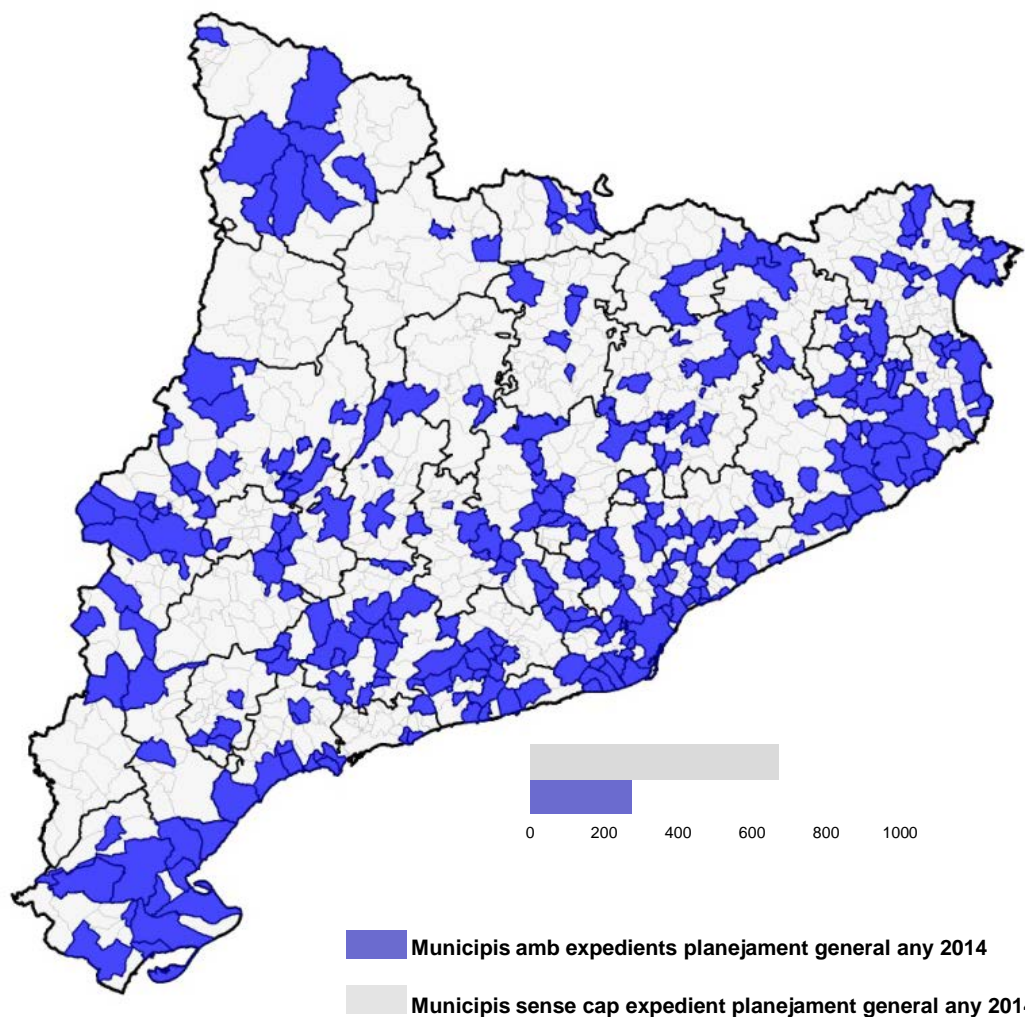 0 200 400 600 800 1000
Municipis amb expedients planejament general any 2014
Municipis sense cap expedient planejament general any 201